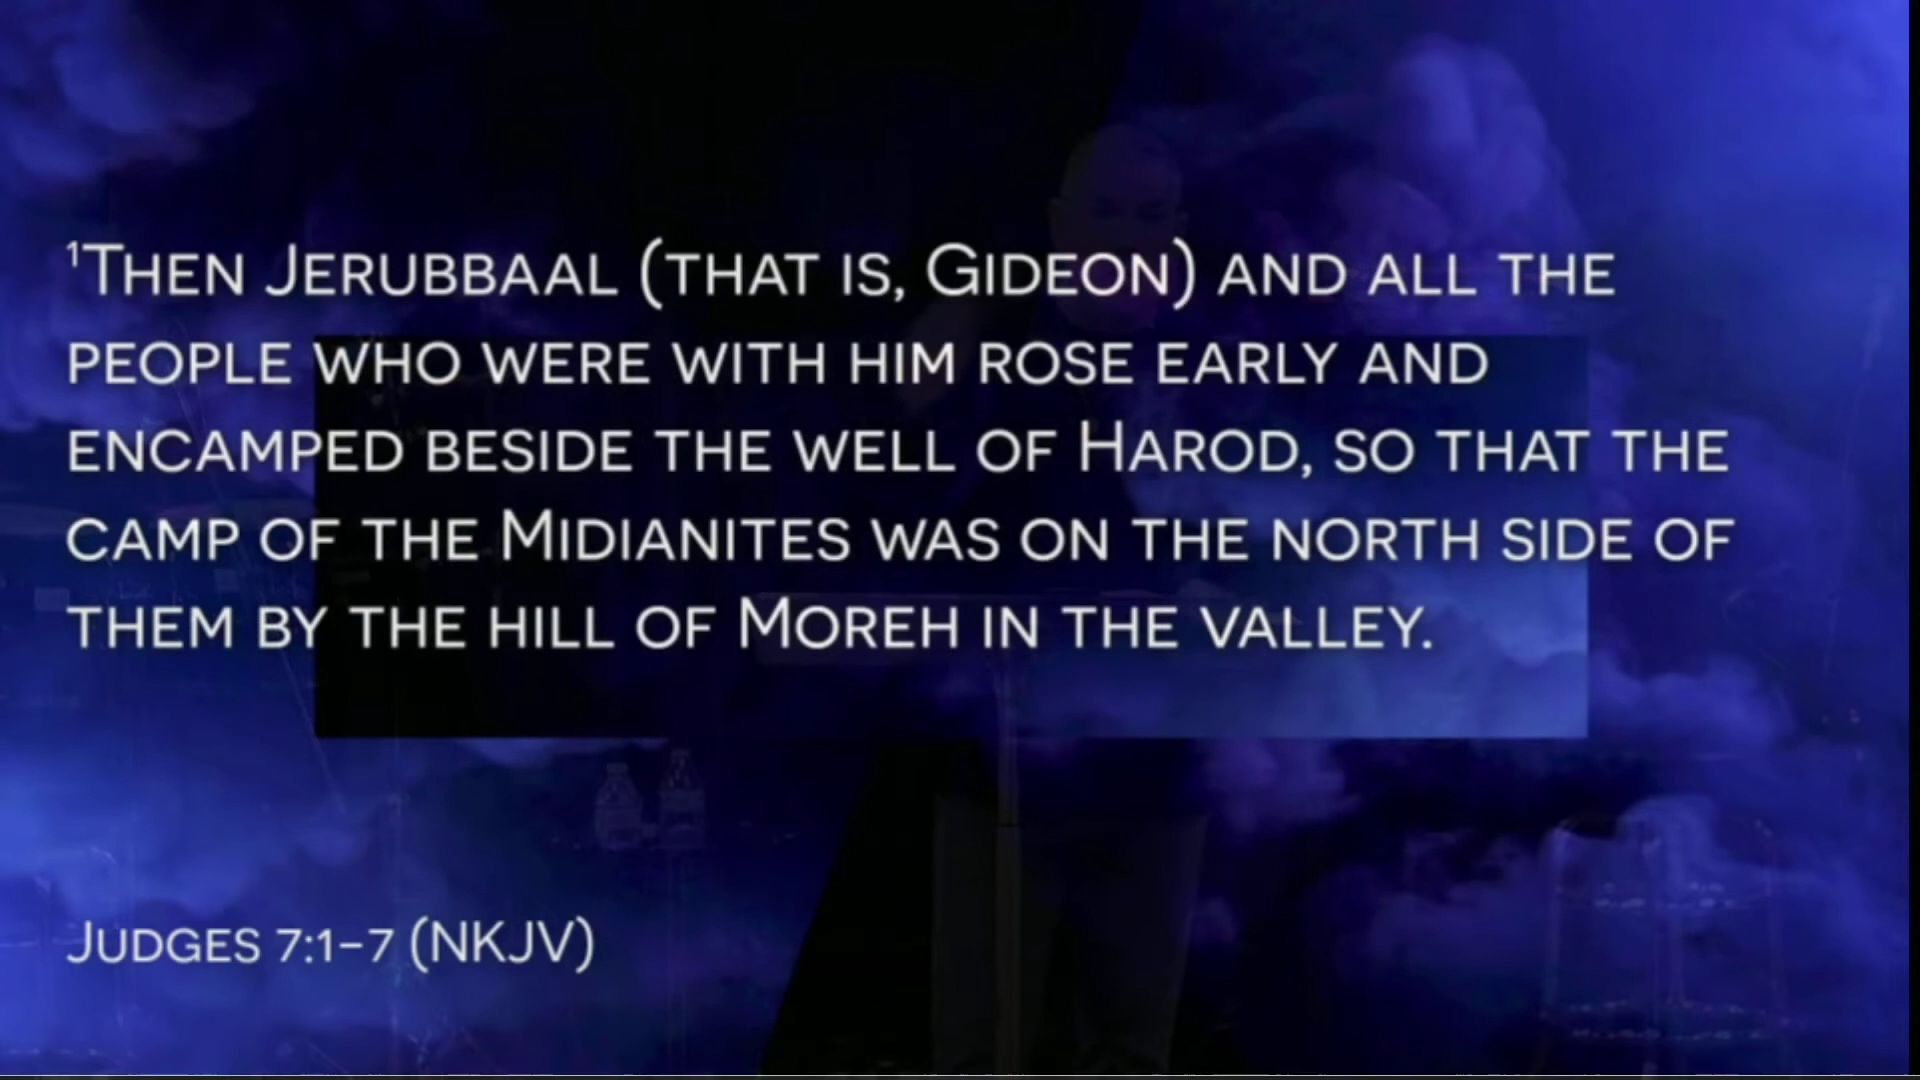 ¹Then Jerubbaal (that is, Gideon) and all the
people who were with him rose early and
encamped beside the well of Harod, so that the
camp of the Midianites was on the north side of
them by the hill of Moreh in the valley.
Judges 7:1–7 (NKJV)